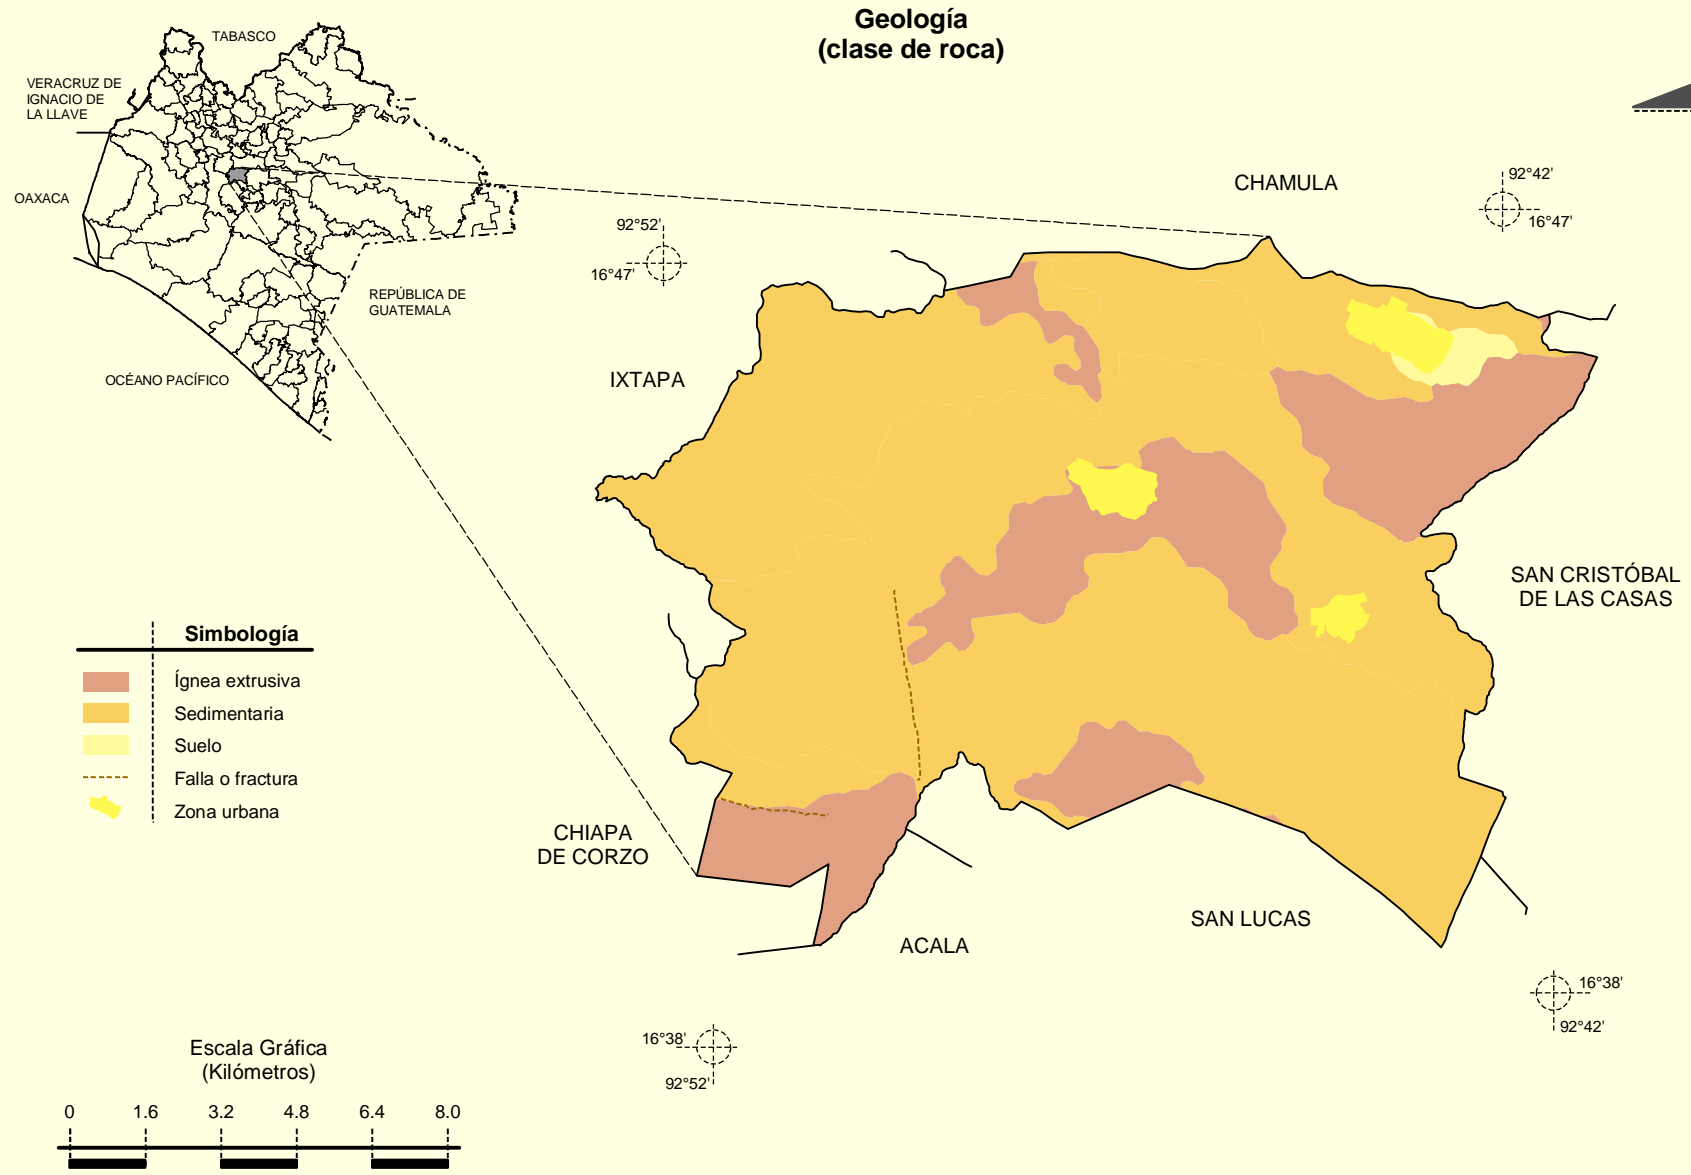 Geología
(clase de roca)
TABASCO
VERACRUZ DE
IGNACIO DE
LA LLAVE
OAXACA
REPÚBLICA DE
GUATEMALA
OCÉANO PACÍFICO
CHAMULA
92°42'
16°47'
92°52'
16°47'
IXTAPA
SAN CRISTÓBAL
DE LAS CASAS
Simbología
Ígnea extrusiva
Sedimentaria
Suelo
Falla o fractura
Zona urbana
CHIAPA
DE CORZO
ACALA
SAN LUCAS
16°38'
92°42'
16°38'
92°52'
Escala Gráfica
(Kilómetros)
0 1.6 3.2 4.8 6.4 8.0